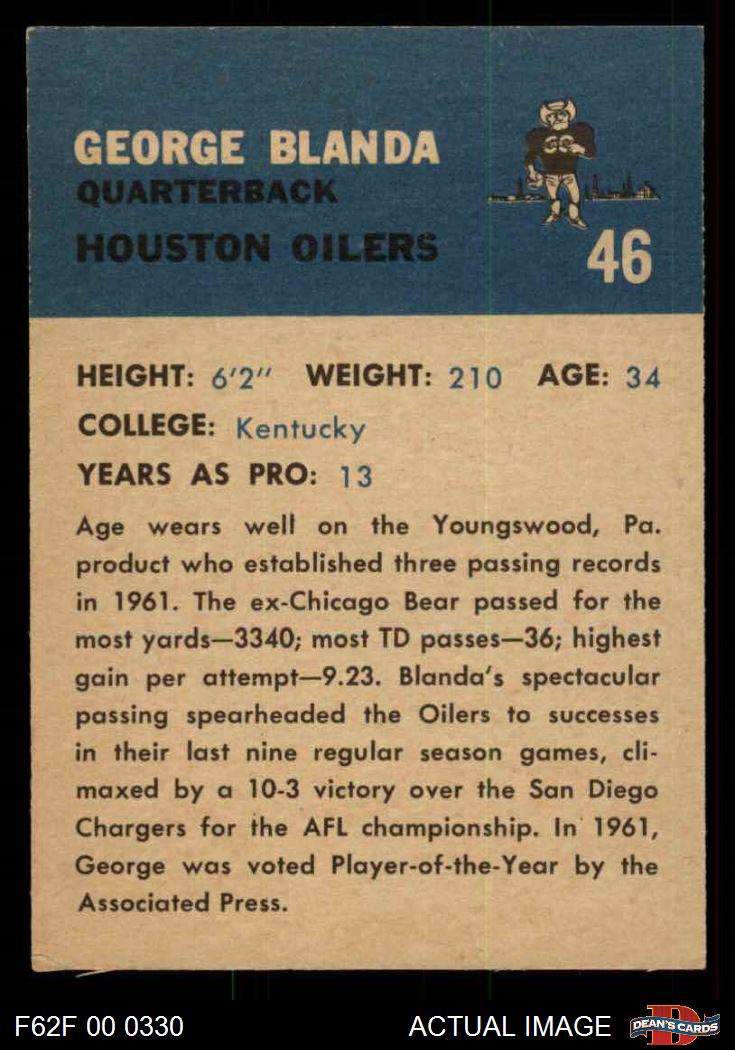 GEORGE BLANDA
QUARTERBACK
HOUSTON OILERS
46
HEIGHT: 6'2" WEIGHT: 210 AGE: 34
COLLEGE: Kentucky
YEARS AS PRO: 13
Age wears well on the Youngswood, Pa.
product who established three passing records
in 1961. The ex-Chicago Bear passed for the
most yards—3340; most TD passes—36; highest
gain per attempt—9.23. Blanda's spectacular
passing spearheaded the Oilers to successes
in their last nine regular season games, cli-
maxed by a 10-3 victory over the San Diego
Chargers for the AFL championship. In 1961,
George was voted Player-of-the-Year by the
Associated Press.
F62F 00 0330 ACTUAL IMAGE
D
DEAN'S CARDS